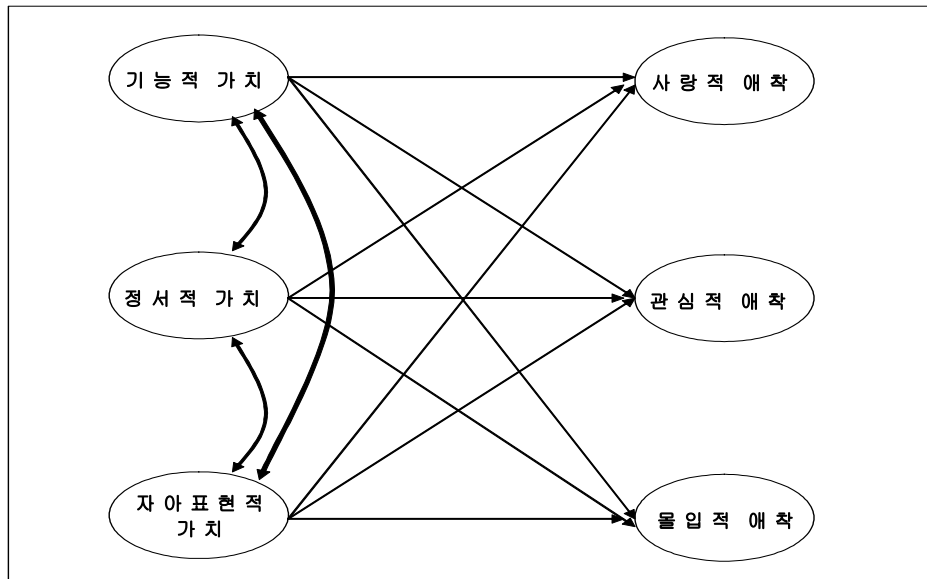 기능적 가치
사랑적 애착
정서적 가치
관심적 애착
자아표현적
가치
몰입적 애착